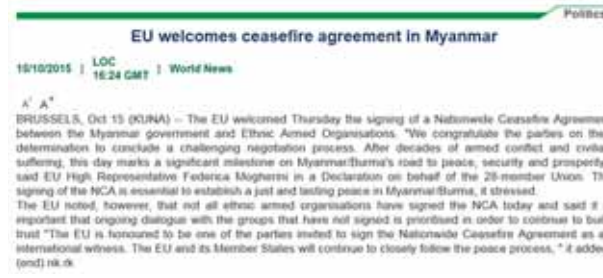 Politics
EU welcomes ceasefire agreement in Myanmar
15/10/2015 | LOC 16:24 GMT | World News
A- A+
BRUSSELS, Oct 15 (KUNA) -- The EU welcomed Thursday the signing of a Nationwide Ceasefire Agreemen
between the Myanmar government and Ethnic Armed Organisations. "We congratulate the parties on the
determination to conclude a challenging negotiation process. After decades of armed conflict and civilia
suffering, this day marks a significant milestone on Myanmar/Burma's road to peace, security and prosperity
said EU High Representative Federica Mogherini in a Declaration on behalf of the 28-member Union. Th
signing of the NCA is essential to establish a just and lasting peace in Myanmar/Burma, it stressed.
The EU noted, however, that not all ethnic armed organisations have signed the NCA today and said it
important that ongoing dialogue with the groups that have not signed is prioritised in order to continue to buil
trust "The EU is honoured to be one of the parties invited to sign the Nationwide Ceasefire Agreement as a
international witness. The EU and its Member States will continue to closely follow the peace process, " it adde
(end) nk.rk